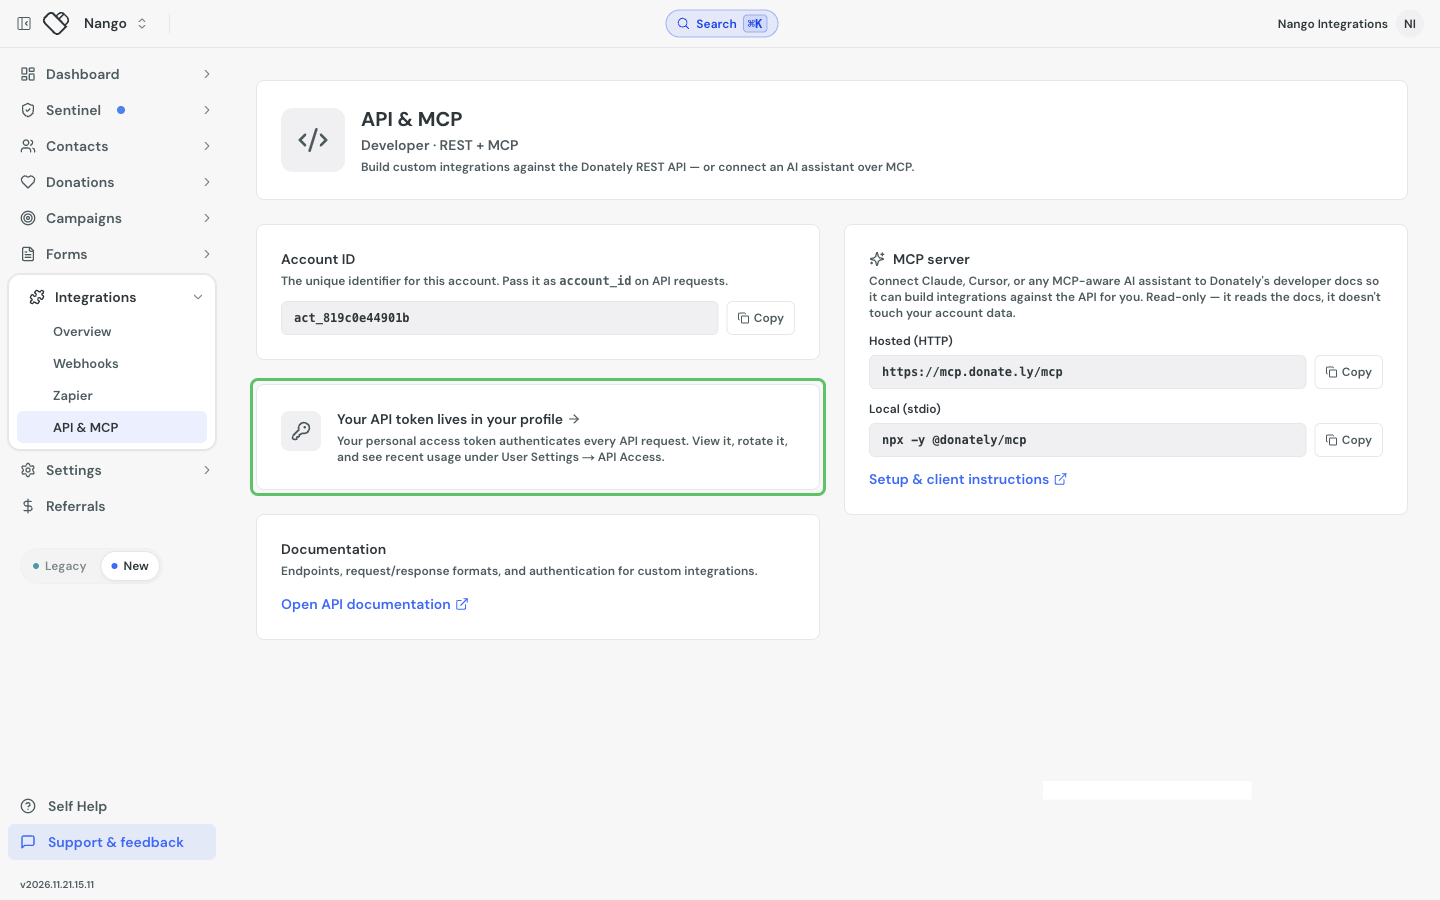 Nango
Search ⌘K
Nango Integrations NI
Dashboard
Sentinel
Contacts
Donations
Campaigns
Forms
Integrations
Overview
Webhooks
Zapier
API & MCP
Settings
Referrals
Legacy New
Self Help
Support & feedback
v2026.11.21.15.11
API & MCP
Developer · REST + MCP
Build custom integrations against the Donately REST API — or connect an AI assistant over MCP.
Account ID
The unique identifier for this account. Pass it as account_id on API requests.
act_819c0e44901b Copy
Your API token lives in your profile →
Your personal access token authenticates every API request. View it, rotate it,
and see recent usage under User Settings → API Access.
Documentation
Endpoints, request/response formats, and authentication for custom integrations.
Open API documentation
MCP server
Connect Claude, Cursor, or any MCP-aware AI assistant to Donately's developer docs so
it can build integrations against the API for you. Read-only — it reads the docs, it doesn't
touch your account data.
Hosted (HTTP)
https://mcp.donate.ly/mcp Copy
Local (stdio)
npx -y @donately/mcp Copy
Setup & client instructions